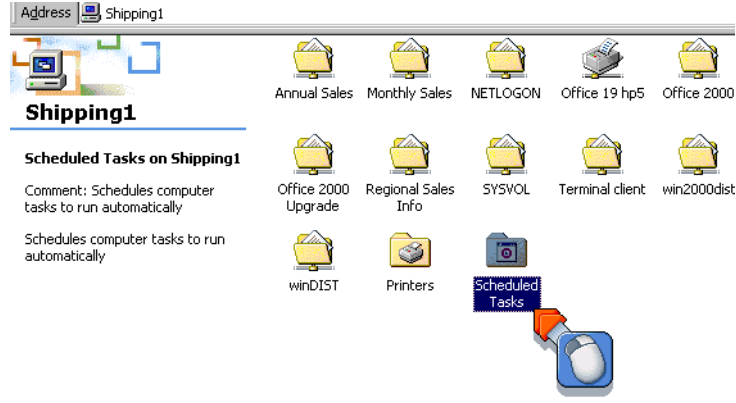 Address Shipping1
Shipping1
Scheduled Tasks on Shipping1
Comment: Schedules computer
tasks to run automatically
Schedules computer tasks to run
automatically
Annual Sales Monthly Sales NETLOGON Office 19 hp5 Office 2000
Office 2000
Upgrade
Regional Sales
Info
SYSVOL Terminal client win2000dist
winDIST Printers Scheduled
Tasks